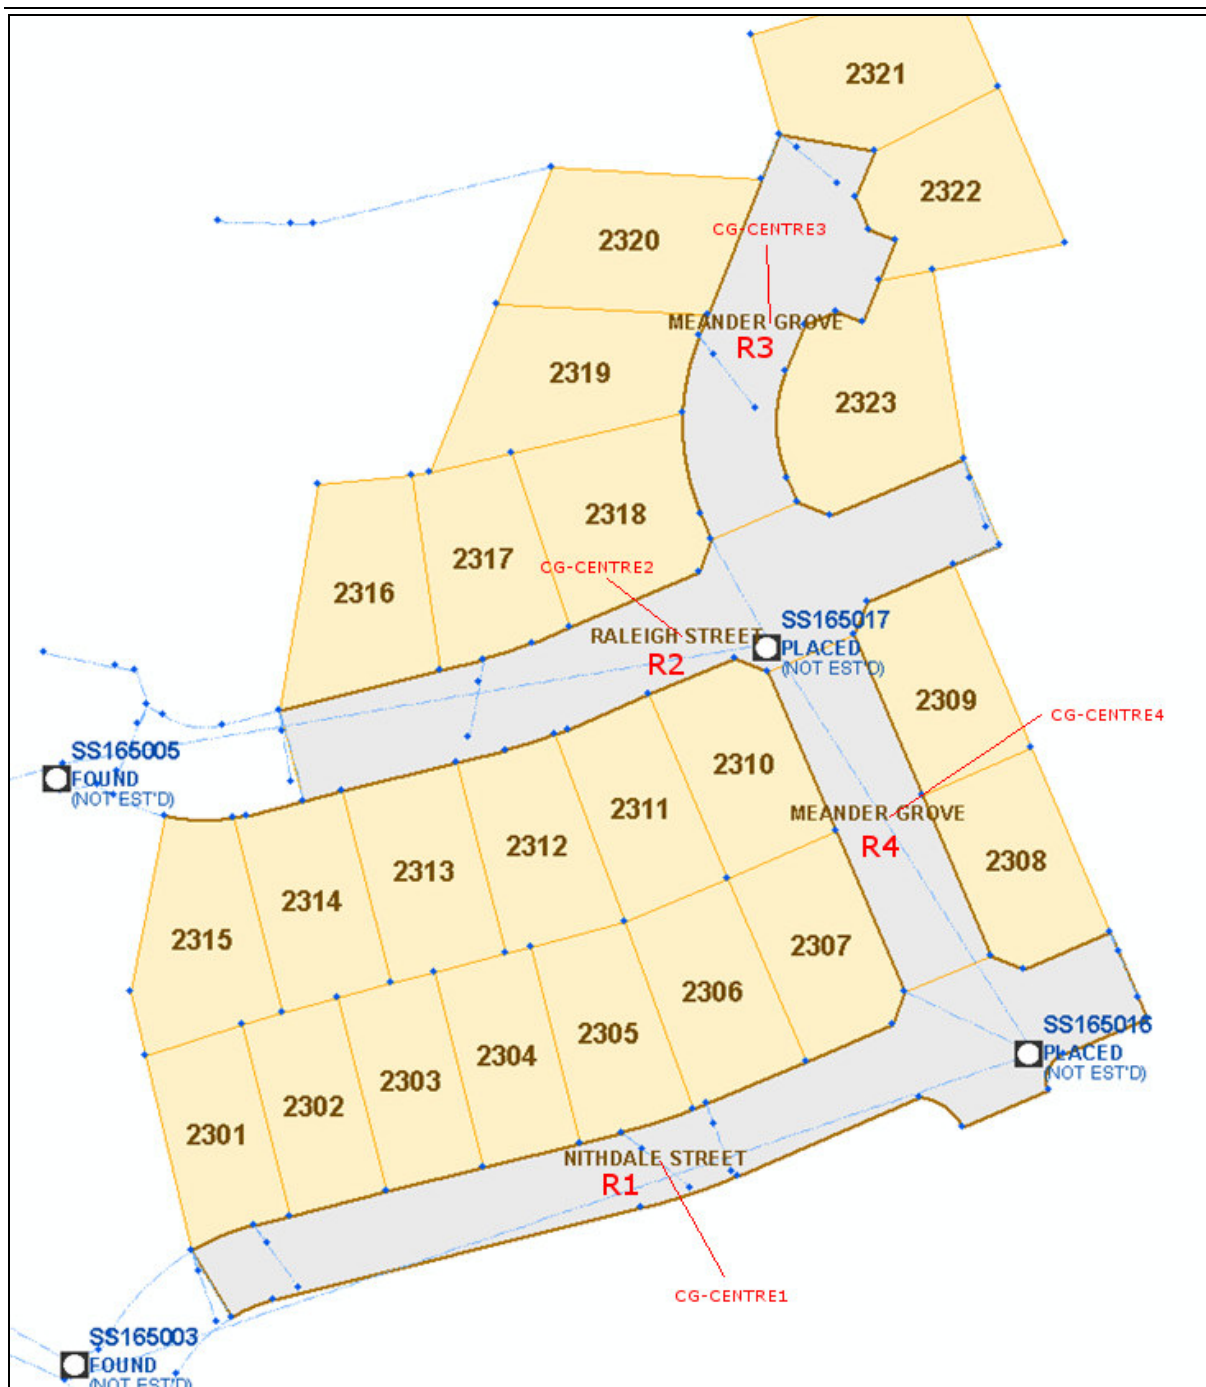 2321
2322
CG-CENTRE3
2320
MEANDER GROVE
R3
2319
2323
2318
2317
CG-CENTRE2
2316
SS165017
RALEIGH STREET
PLACED
(NOT EST'D)
R2
2309
CG-CENTRE4
SS165005
FOUND
(NOT EST'D)
2310
2311
MEANDER GROVE
R4
2312
2308
2313
2314
2315
2307
2306
SS165016
PLACED
(NOT EST'D)
2305
2304
2303
2302
2301
NITHDALE STREET
R1
CG-CENTRE1
SS165003
FOUND
(NOT EST'D)